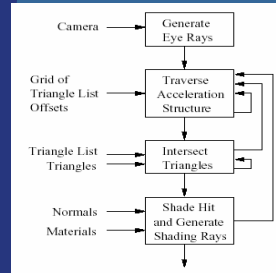 Camera
Generate
Eye Rays
Grid of
Triangle List
Offsets
Traverse
Acceleration
Structure
Triangle List
Triangles
Intersect
Triangles
Normals
Materials
Shade Hit
and Generate
Shading Rays